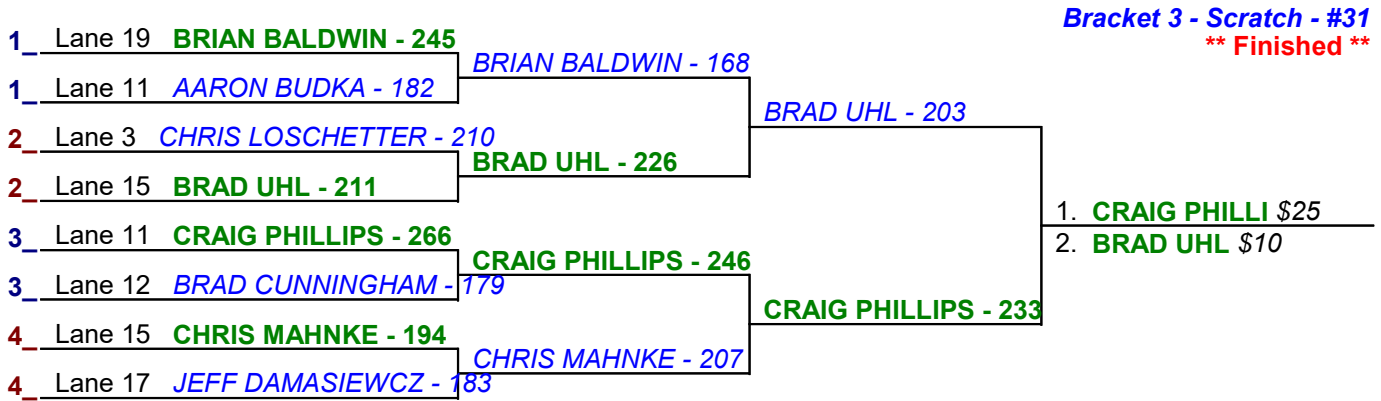 Bracket 3 - Scratch - #31
** Finished **
1_ Lane 19 BRIAN BALDWIN - 245
BRIAN BALDWIN - 168
1_ Lane 11 AARON BUDKA - 182
BRAD UHL - 203
2_ Lane 3 CHRIS LOSCHETTER - 210
BRAD UHL - 226
2_ Lane 15 BRAD UHL - 211
1. CRAIG PHILLI $25
3_ Lane 11 CRAIG PHILLIPS - 266
2. BRAD UHL $10
CRAIG PHILLIPS - 246
3_ Lane 12 BRAD CUNNINGHAM - 179
CRAIG PHILLIPS - 233
4_ Lane 15 CHRIS MAHNKE - 194
CHRIS MAHNKE - 207
4_ Lane 17 JEFF DAMASIEWCZ - 183